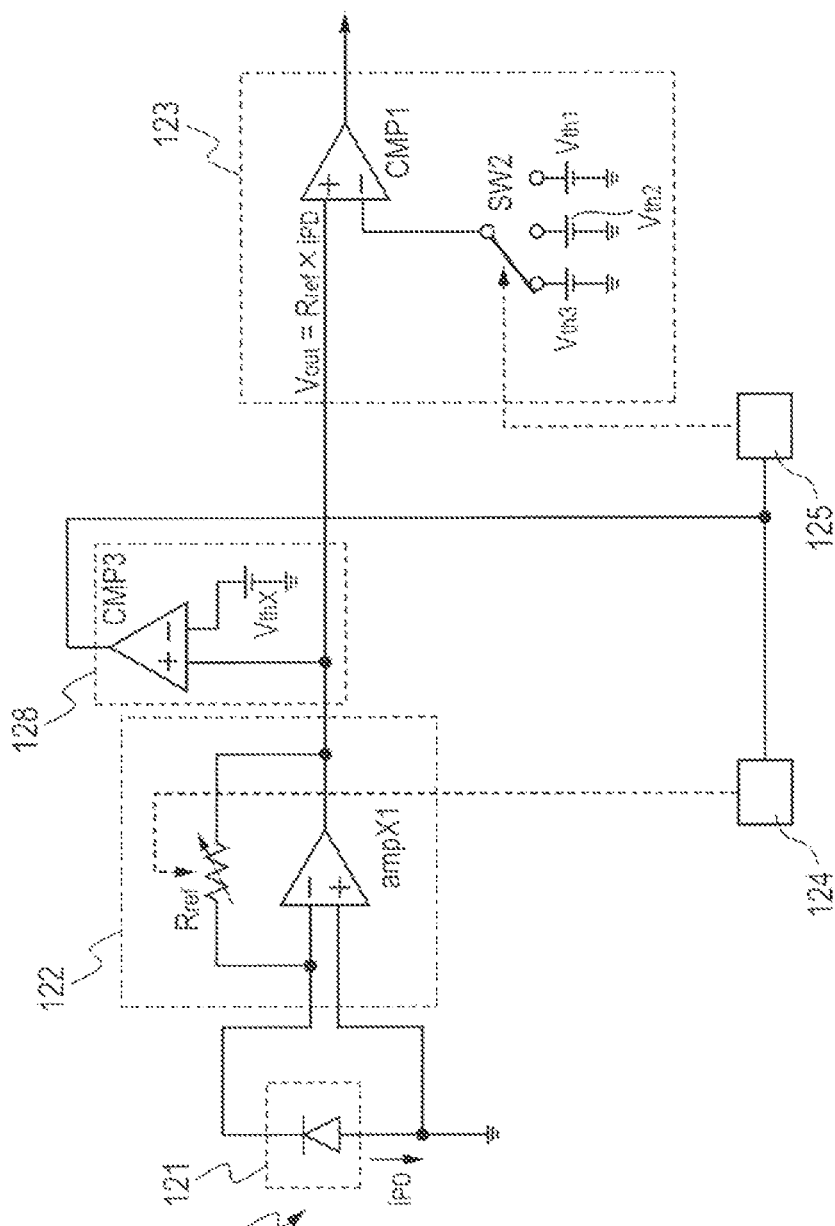 123
CMP1
Vout = Rref × iPD
SW2
Vth1
Vth2
Vth3
125
CMP3
VthX
128
124
Rref
ampX1
122
121
iPD